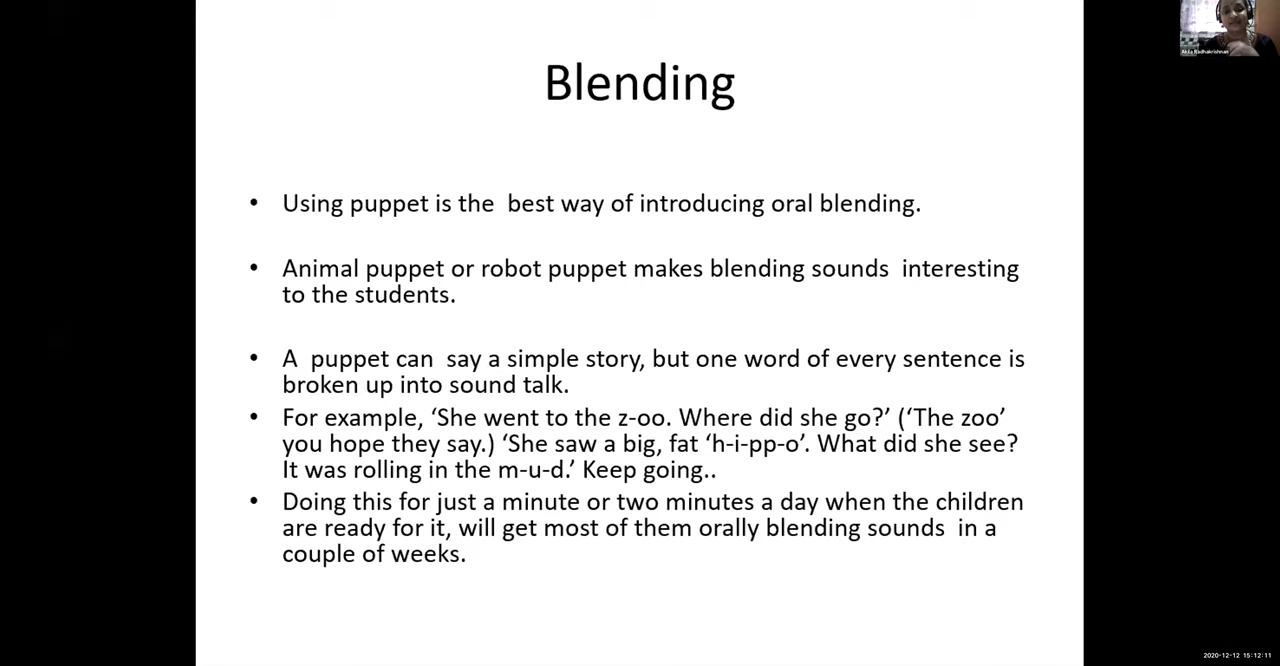 Blending
• Using puppet is the best way of introducing oral blending.
• Animal puppet or robot puppet makes blending sounds interesting
to the students.
• A puppet can say a simple story, but one word of every sentence is
broken up into sound talk.
• For example, ‘She went to the z-oo. Where did she go?’ (‘The zoo’
you hope they say.) ‘She saw a big, fat ‘h-i-pp-o’. What did she see?
It was rolling in the m-u-d.’ Keep going..
• Doing this for just a minute or two minutes a day when the children
are ready for it, will get most of them orally blending sounds in a
couple of weeks.
Radhakrishnan
2020-12-12 15:12:11